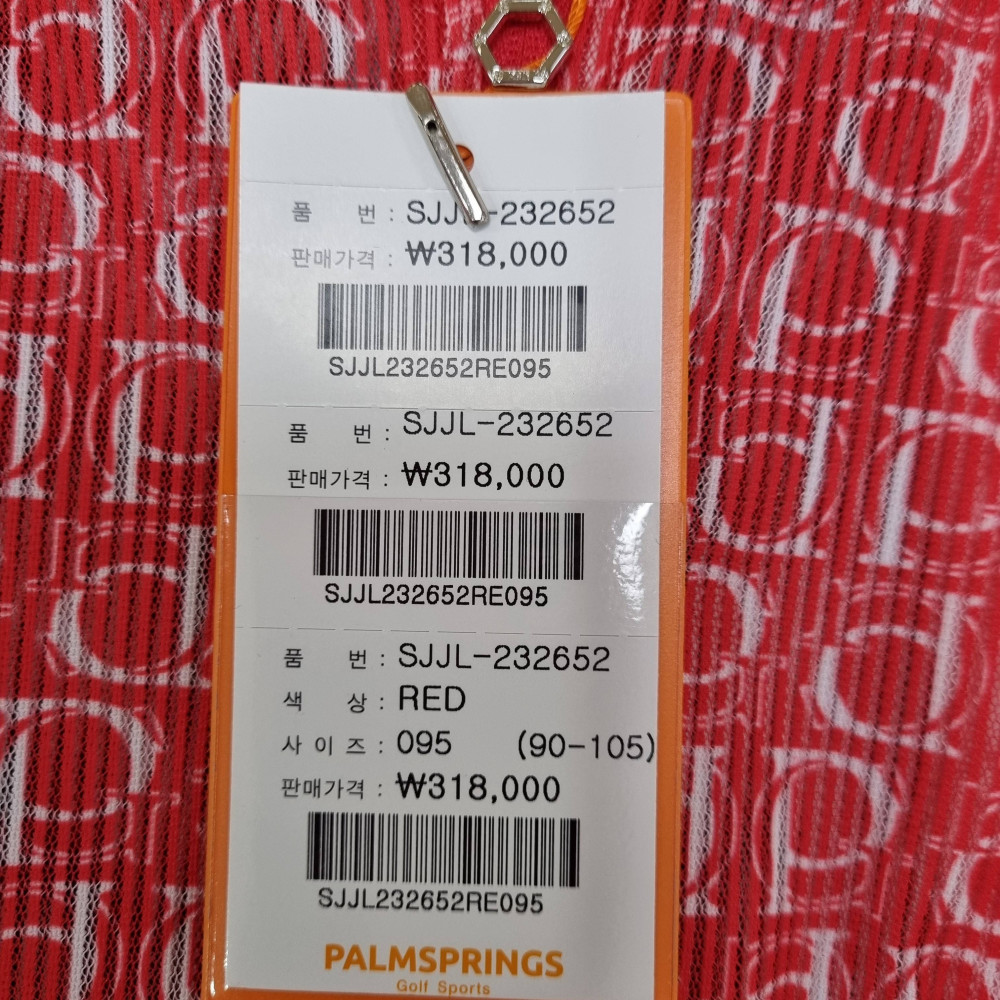 품 번 : SJJL-232652
판매가격 : ₩318,000
SJJL232652RE095
품 번 : SJJL-232652
판매가격 : ₩318,000
SJJL232652RE095
품 번 : SJJL-232652
색 상 : RED
사 이 즈 : 095 (90-105)
판매가격 : ₩318,000
SJJL232652RE095
PALMSPRINGS
Golf Sports